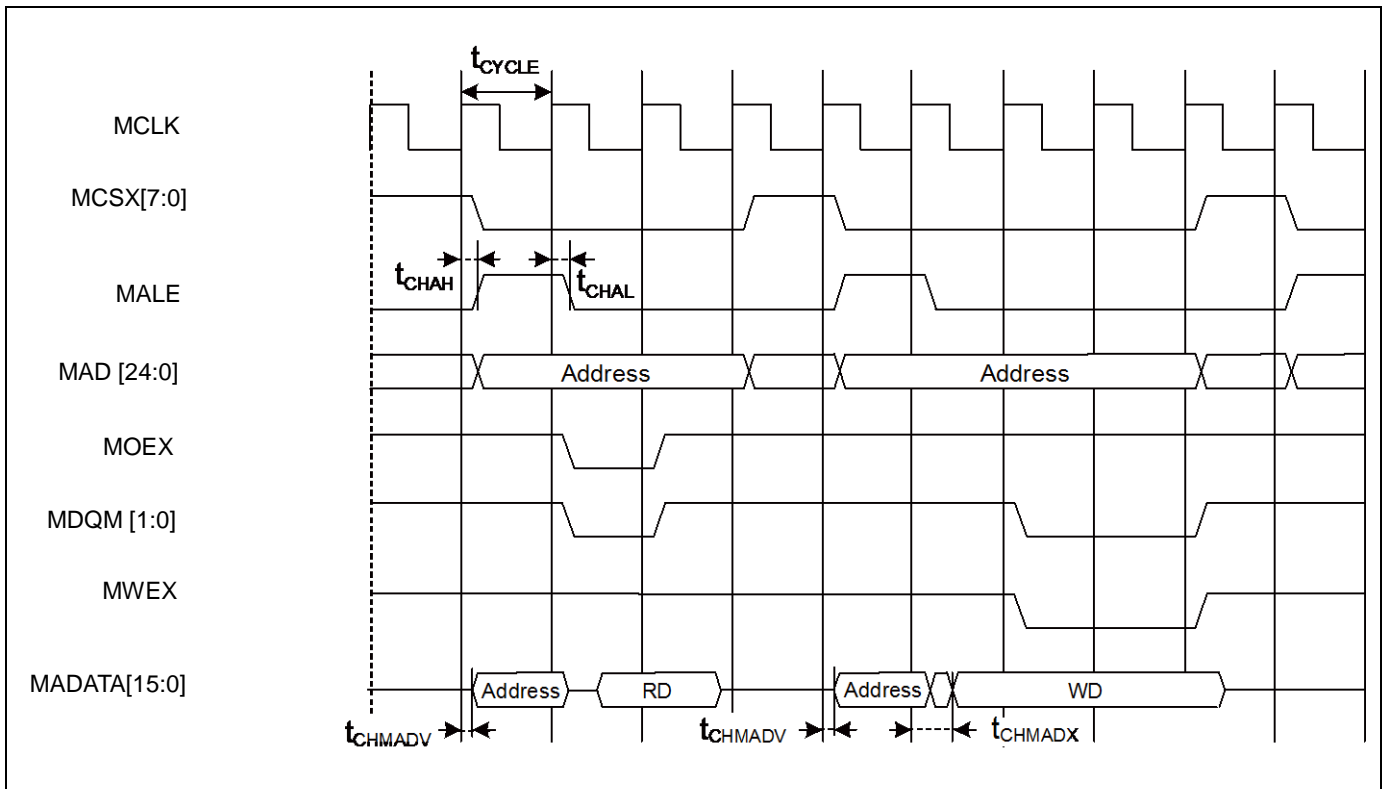 tCYCLE
MCLK
MCSX[7:0]
tCHAH
tCHAL
MALE
MAD [24:0]
Address
Address
MOEX
MDQM [1:0]
MWEX
MADATA[15:0]
Address
RD
Address
WD
tCHMADV
tCHMADV
tCHMADX